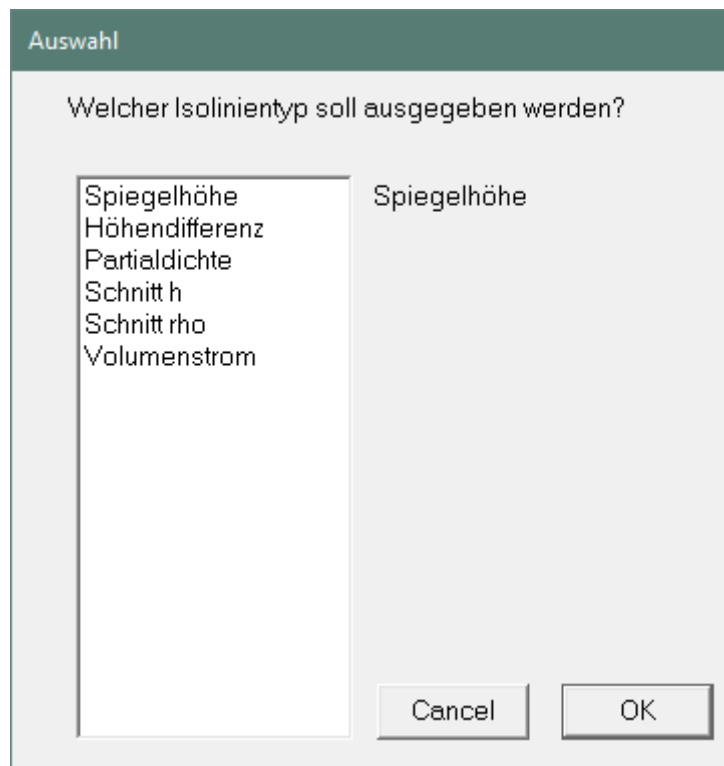 Auswahl
Welcher Isolinientyp soll ausgegeben werden?
Spiegelhöhe
Höhendifferenz
Partialdichte
Schnitt h
Schnitt rho
Volumenstrom
Spiegelhöhe
Cancel
OK